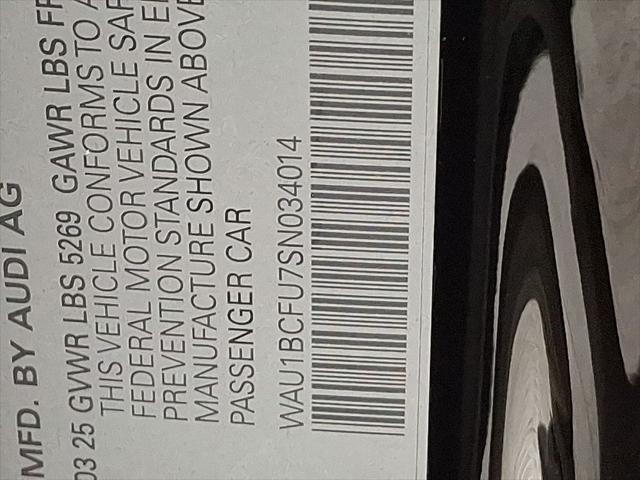 MFD. BY AUDI AG
03 25 GVWR LBS 5269 GAWR LBS
THIS VEHICLE CONFORMS TO
FEDERAL MOTOR VEHICLE
PREVENTION STANDARDS IN
MANUFACTURE SHOWN ABOVE
PASSENGER CAR
WAU1BCFU7SN034014